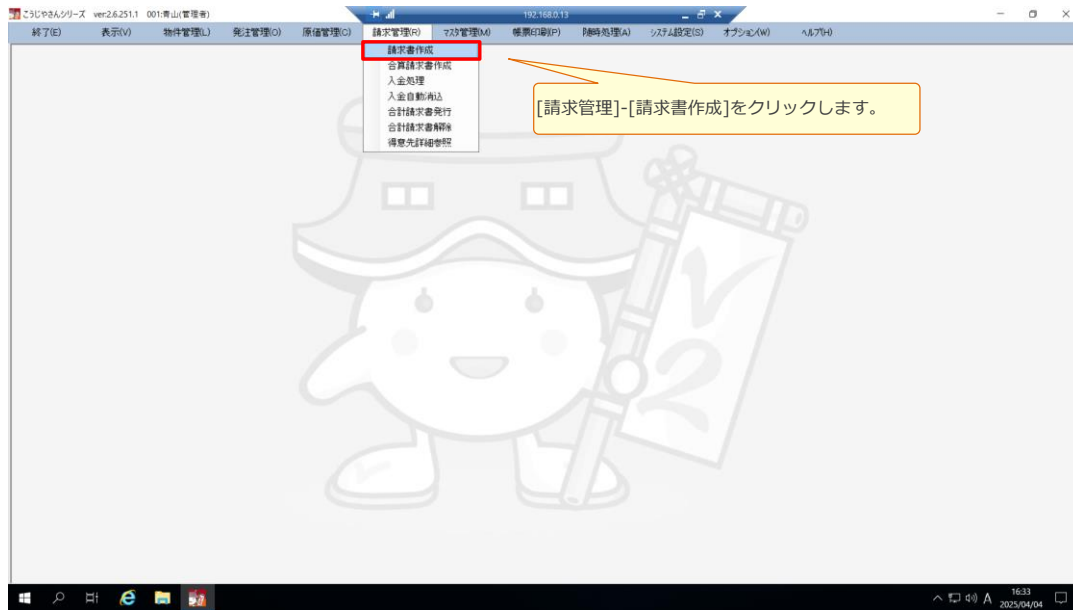 こうじやさんシリーズ ver.2.6.251.1 001:青山(管理者)
192.168.0.13
終了(E) 表示(V) 物件管理(L) 発注管理(O) 原価管理(C) 請求管理(R) マスタ管理(M) 帳票印刷(P) 随時処理(A) システム設定(S) オプション(W) ヘルプ(H)
請求書作成
合算請求書作成
入金処理
入金自動消込
合計請求書発行
合計請求書解除
得意先詳細参照
[請求管理]-[請求書作成]をクリックします。
V2
A
16:33
2025/04/04